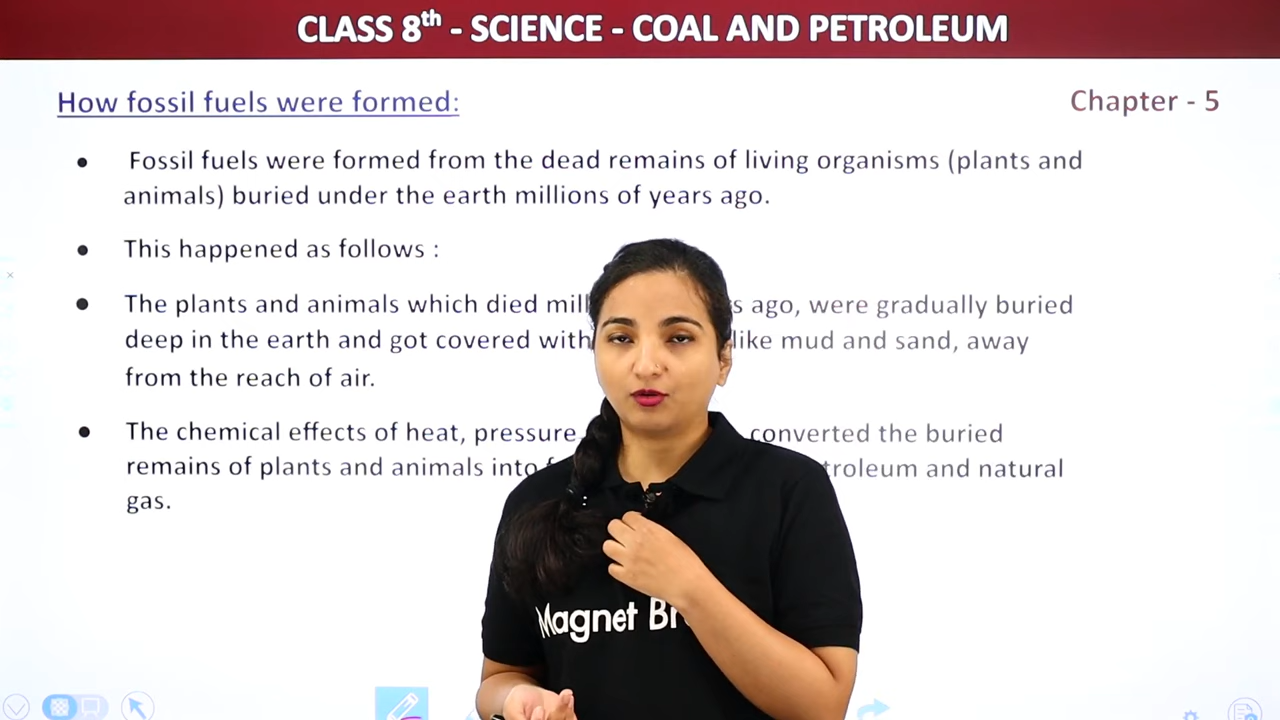 CLASS 8th - SCIENCE - COAL AND PETROLEUM
How fossil fuels were formed:
Chapter - 5
• Fossil fuels were formed from the dead remains of living organisms (plants and
animals) buried under the earth millions of years ago.
• This happened as follows :
• The plants and animals which died ago, were gradually buried
deep in the earth and got covered with like mud and sand, away
from the reach of air.
• The chemical effects of heat, pressure converted the buried
remains of plants and animals into and natural
gas.
Magnet